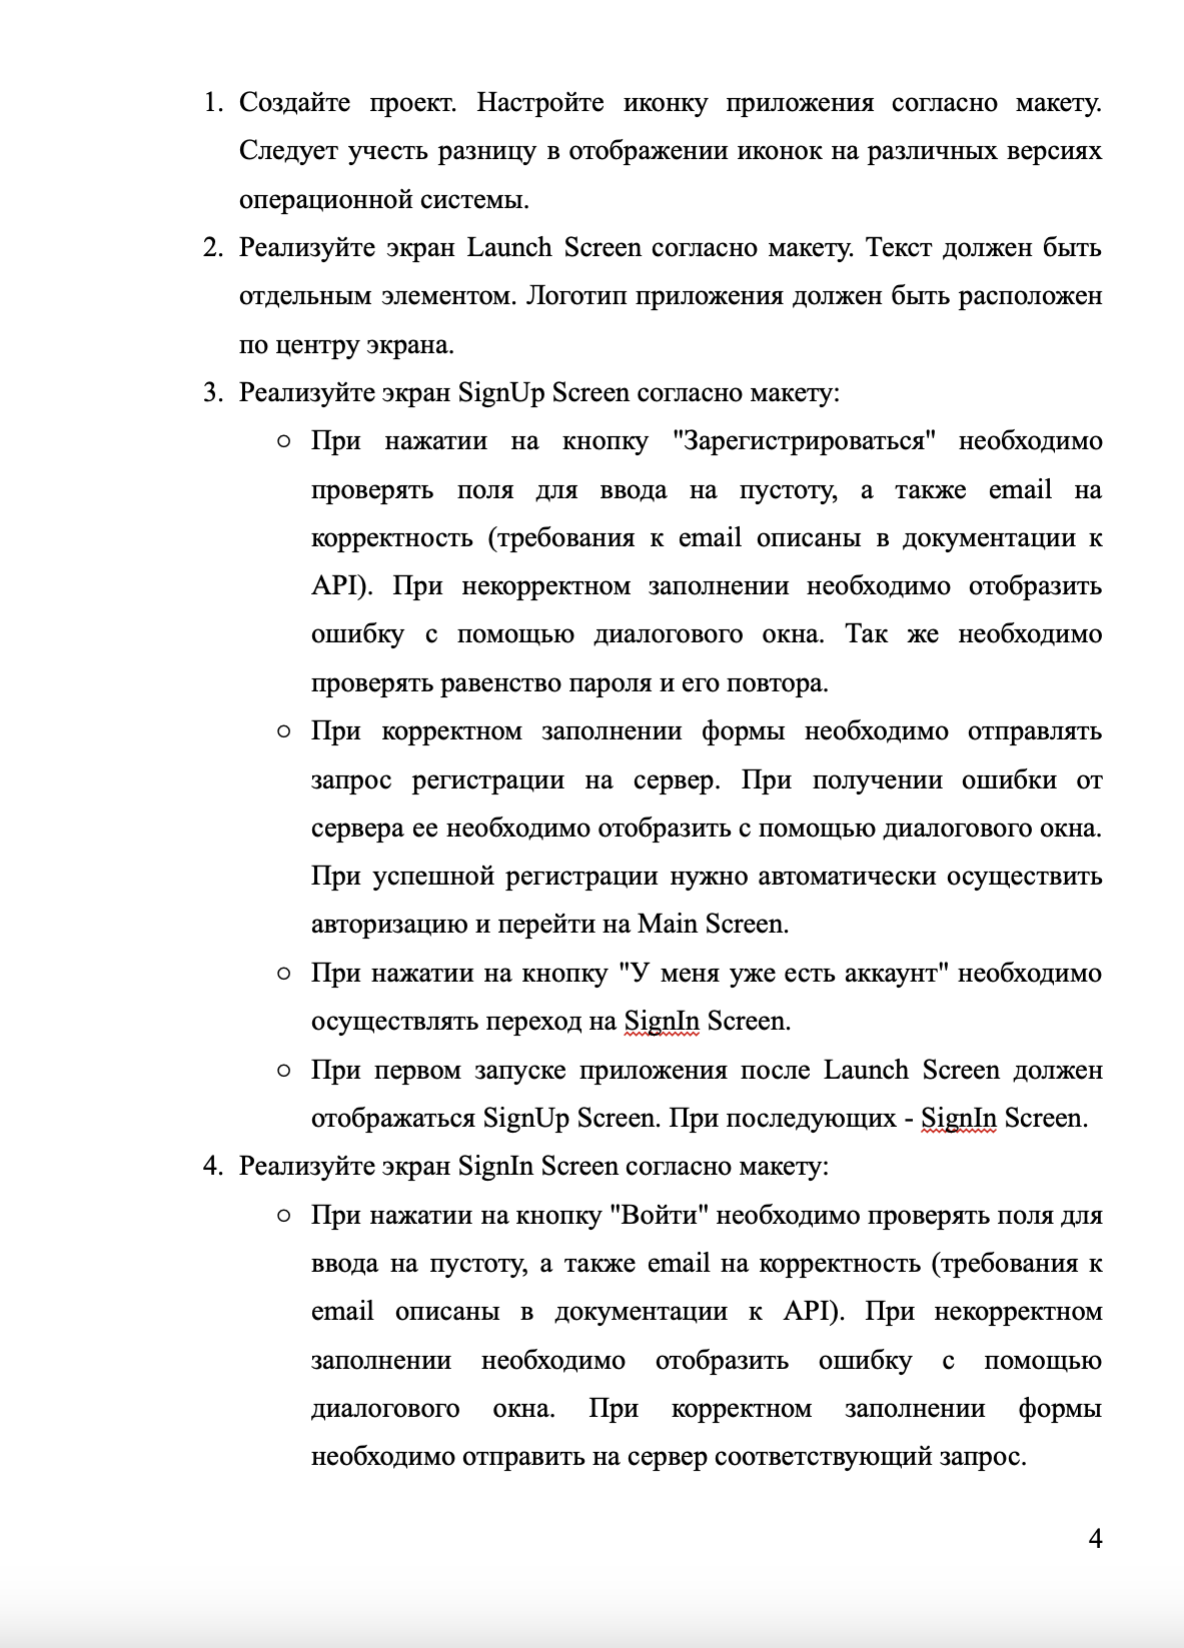 1. Создайте проект. Настройте иконку приложения согласно макету.
Следует учесть разницу в отображении иконок на различных версиях
операционной системы.
2. Реализуйте экран Launch Screen согласно макету. Текст должен быть
отдельным элементом. Логотип приложения должен быть расположен
по центру экрана.
3. Реализуйте экран SignUp Screen согласно макету:
○ При нажатии на кнопку "Зарегистрироваться" необходимо
проверять поля для ввода на пустоту, а также email на
корректность (требования к email описаны в документации к
API). При некорректном заполнении необходимо отобразить
ошибку с помощью диалогового окна. Так же необходимо
проверять равенство пароля и его повтора.
○ При корректном заполнении формы необходимо отправлять
запрос регистрации на сервер. При получении ошибки от
сервера ее необходимо отобразить с помощью диалогового окна.
При успешной регистрации нужно автоматически осуществить
авторизацию и перейти на Main Screen.
○ При нажатии на кнопку "У меня уже есть аккаунт" необходимо
осуществлять переход на SignIn Screen.
○ При первом запуске приложения после Launch Screen должен
отображаться SignUp Screen. При последующих - SignIn Screen.
4. Реализуйте экран SignIn Screen согласно макету:
○ При нажатии на кнопку "Войти" необходимо проверять поля для
ввода на пустоту, а также email на корректность (требования к
email описаны в документации к API). При некорректном
заполнении необходимо отобразить ошибку с помощью
диалогового окна. При корректном заполнении формы
необходимо отправить на сервер соответствующий запрос.
4